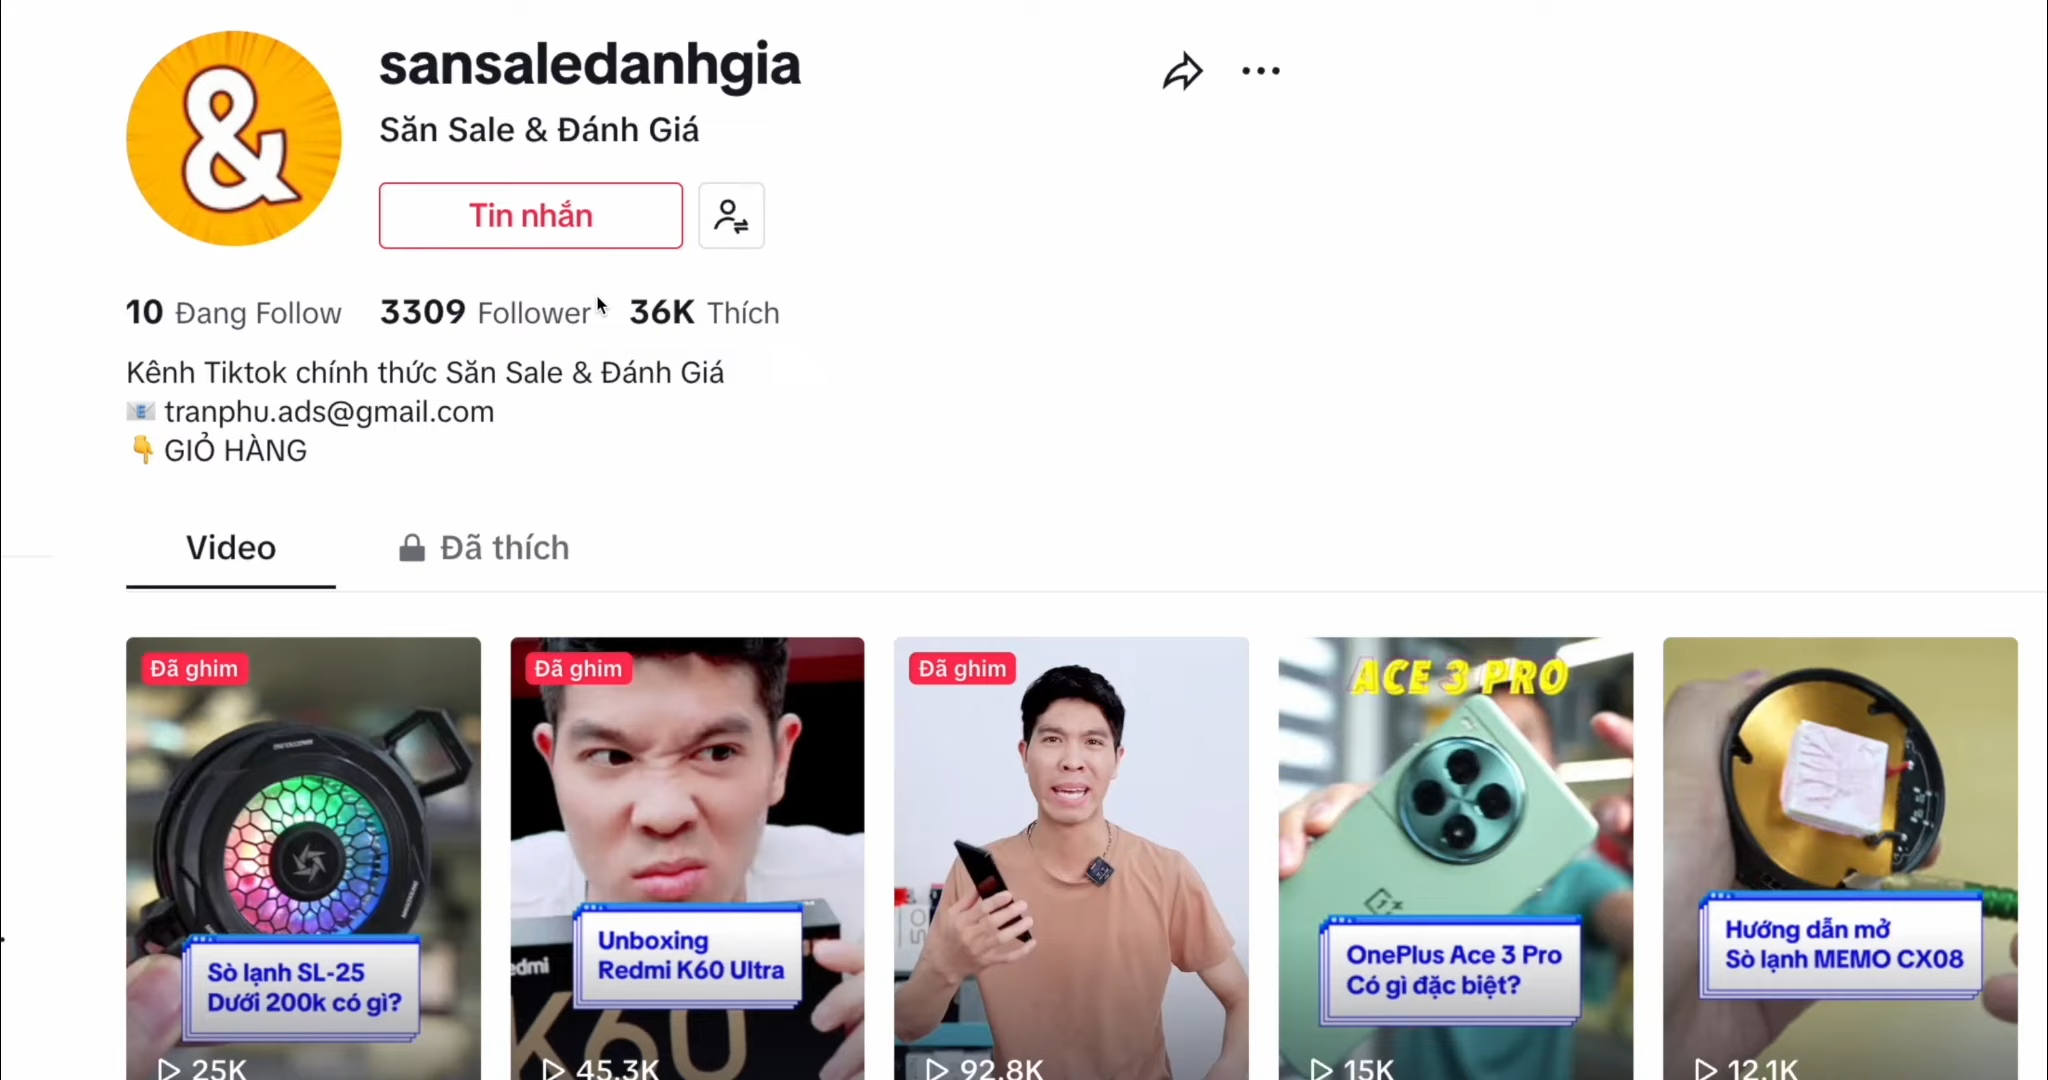 &
sansaledanhgia
Săn Sale & Đánh Giá
Tin nhắn
10 Đang Follow 3309 Follower 36K Thích
Kênh Tiktok chính thức Săn Sale & Đánh Giá
tranphu.ads@gmail.com
GIỎ HÀNG
Video Đã thích
Đã ghim
Sò lạnh SL-25
Dưới 200k có gì?
25K
Đã ghim
Unboxing
Redmi K60 Ultra
edmi
K60
45.3K
Đã ghim
92.8K
ACE 3 PRO
OnePlus Ace 3 Pro
Có gì đặc biệt?
15K
Hướng dẫn mở
Sò lạnh MEMO CX08
12.1K